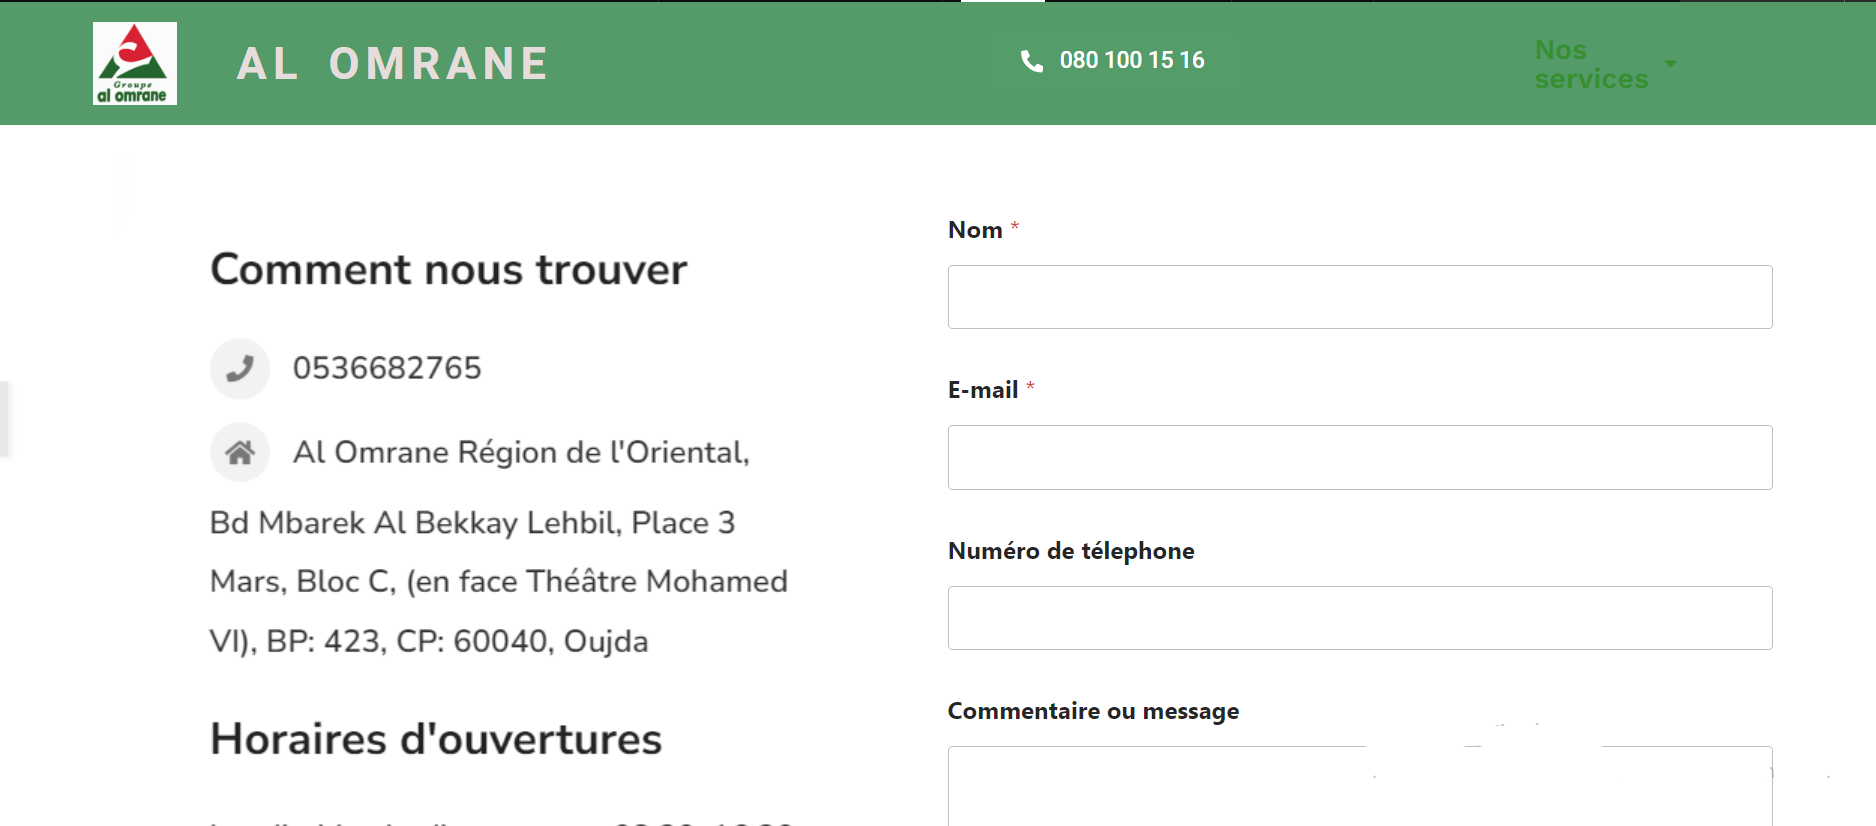 Groupe
al omrane
AL OMRANE
080 100 15 16
Nos
services
Comment nous trouver
0536682765
Al Omrane Région de l'Oriental,
Bd Mbarek Al Bekkay Lehbil, Place 3
Mars, Bloc C, (en face Théâtre Mohamed
VI), BP: 423, CP: 60040, Oujda
Horaires d'ouvertures
Nom *
E-mail *
Numéro de télephone
Commentaire ou message